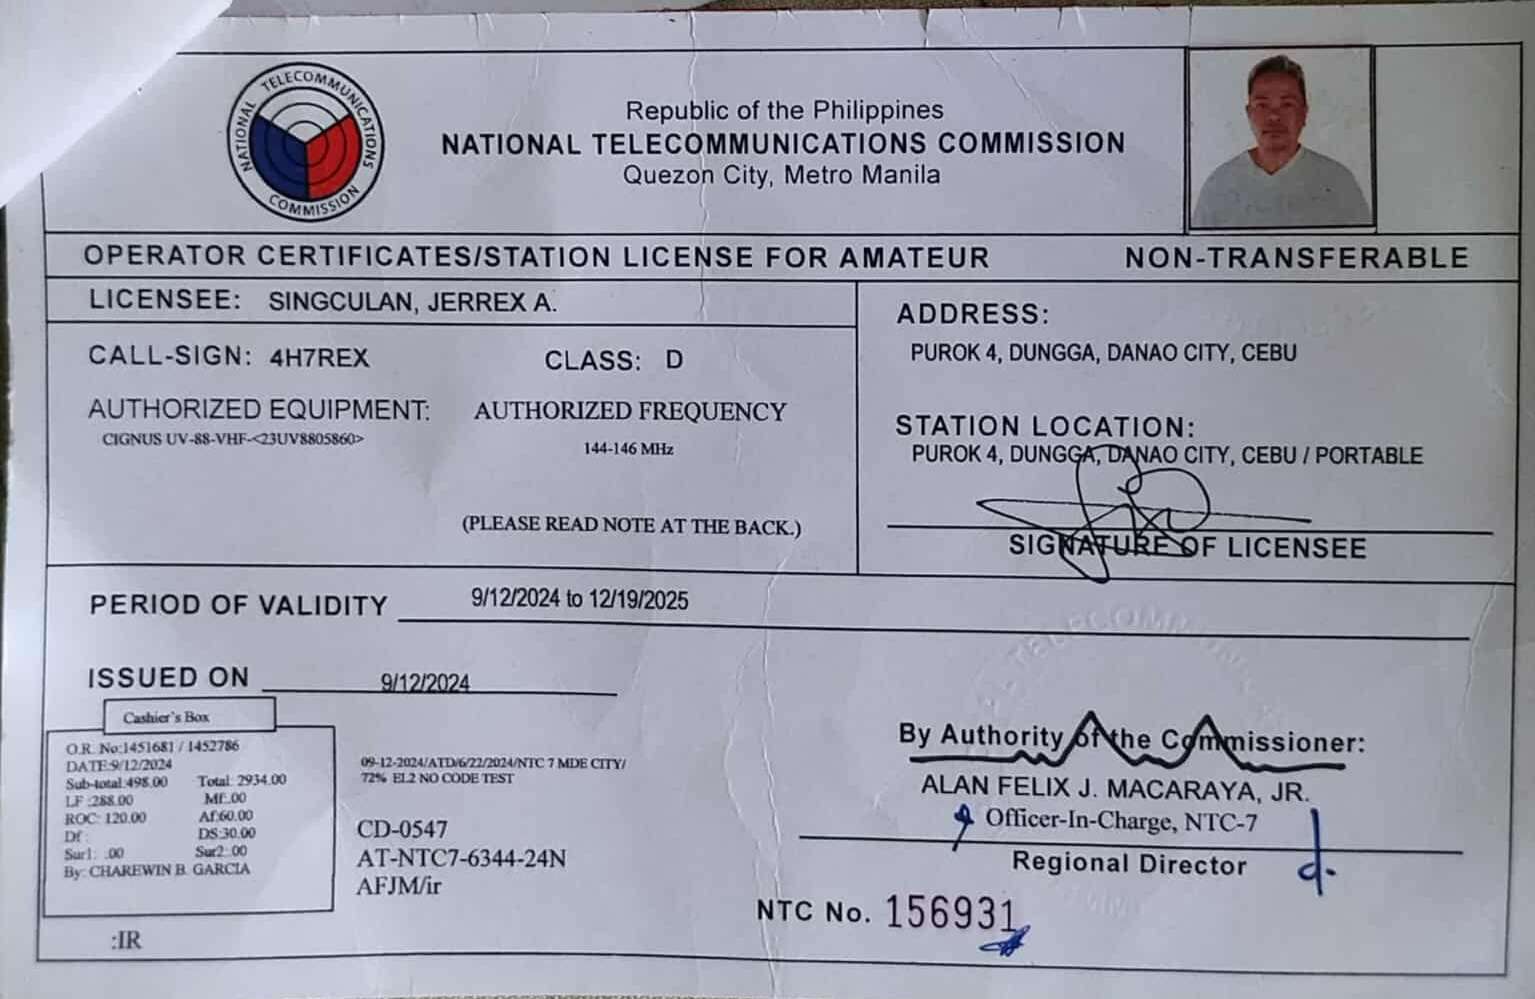 NATIONAL TELECOMMUNICATIONS COMMISSION
Republic of the Philippines
NATIONAL TELECOMMUNICATIONS COMMISSION
Quezon City, Metro Manila
OPERATOR CERTIFICATES/STATION LICENSE FOR AMATEUR NON-TRANSFERABLE
LICENSEE: SINGCULAN, JERREX A.
CALL-SIGN: 4H7REX CLASS: D
AUTHORIZED EQUIPMENT: AUTHORIZED FREQUENCY
CIGNUS UV-88-VHF-<23UV8805860> 144-146 MHz
(PLEASE READ NOTE AT THE BACK.)
ADDRESS:
PUROK 4, DUNGGA, DANAO CITY, CEBU
STATION LOCATION:
PUROK 4, DUNGGA, DANAO CITY, CEBU / PORTABLE
SIGNATURE OF LICENSEE
PERIOD OF VALIDITY 9/12/2024 to 12/19/2025
ISSUED ON 9/12/2024
Cashier's Box
O.R. No:1451681 / 1452786
DATE:9/12/2024
Sub-total:498.00 Total: 2934.00
LF :288.00 Mf:.00
ROC: 120.00 Af:60.00
Df : DS:30.00
Sur1: .00 Sur2:.00
By: CHAREWIN B. GARCIA
:IR
09-12-2024/ATD/6/22/2024/NTC 7 MDE CITY/
72% EL2 NO CODE TEST
CD-0547
AT-NTC7-6344-24N
AFJM/ir
By Authority of the Commissioner:
ALAN FELIX J. MACARAYA, JR.
Officer-In-Charge, NTC-7
Regional Director
NTC No. 156931